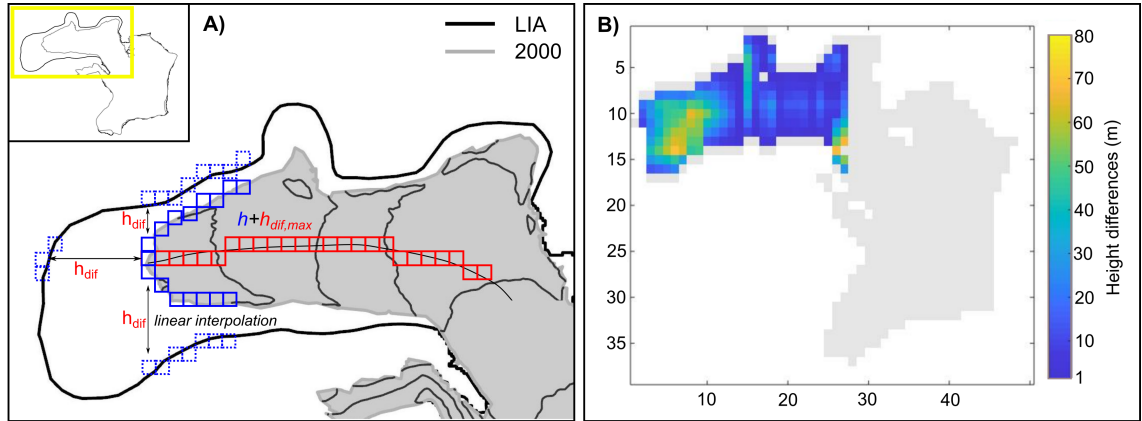 A)
LIA
2000
h_dif
h+h_dif,max
h_dif
h_dif
linear interpolation
B)
5
10
15
20
25
30
35
10
20
30
40
80
70
60
50
40
30
20
10
1
Height differences (m)